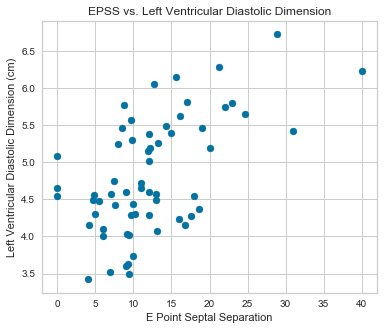 EPSS vs. Left Ventricular Diastolic Dimension
6.5
6.0
5.5
5.0
4.5
4.0
3.5
Left Ventricular Diastolic Dimension (cm)
0 5 10 15 20 25 30 35 40
E Point Septal Separation